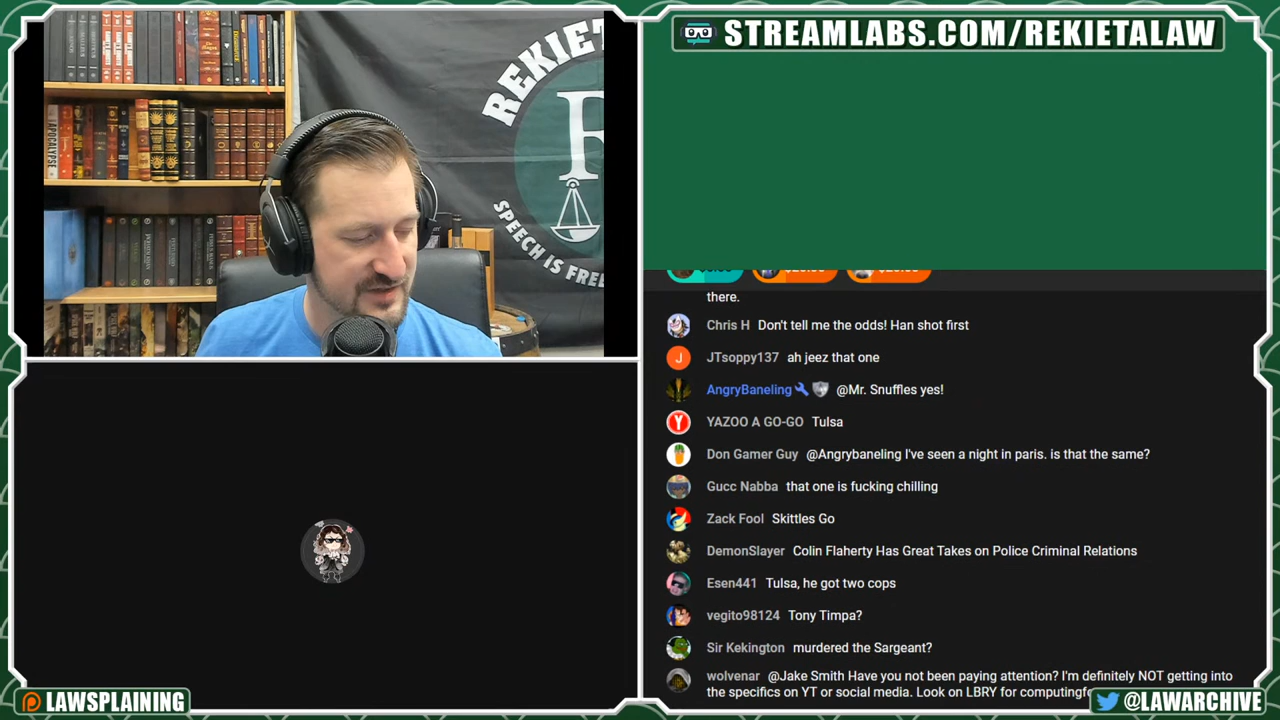 STREAMLABS.COM/REKIETALAW
APOCALYPSE
REKIET
R
SPEECH IS FREE
there.
Chris H Don't tell me the odds! Han shot first
JTsoppy137 ah jeez that one
AngryBaneling @Mr. Snuffles yes!
YAZOO A GO-GO Tulsa
Don Gamer Guy @Angrybaneling I've seen a night in paris. is that the same?
Gucc Nabba that one is fucking chilling
Zack Fool Skittles Go
DemonSlayer Colin Flaherty Has Great Takes on Police Criminal Relations
Esen441 Tulsa, he got two cops
vegito98124 Tony Timpa?
Sir Kekington murdered the Sargeant?
wolvenar @Jake Smith Have you not been paying attention? I'm definitely NOT getting into
the specifics on YT or social media. Look on LBRY for computingfo
LAWSPLAINING
@LAWARCHIVE